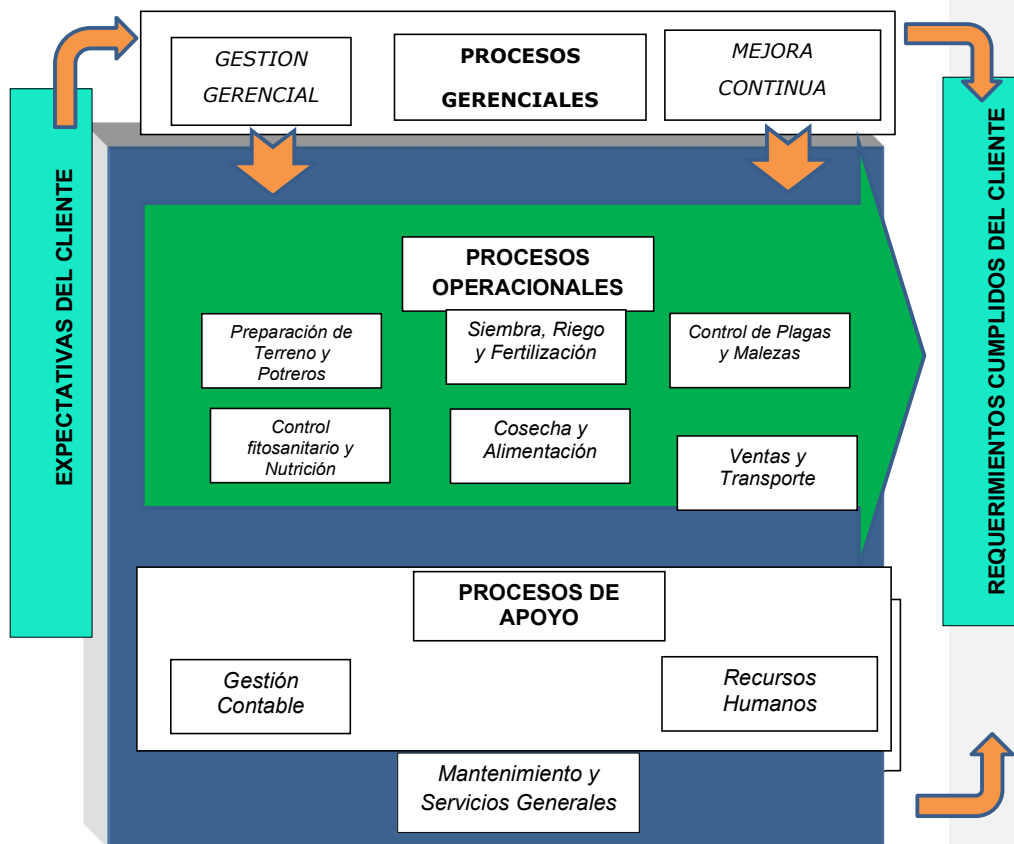 GESTION
GERENCIAL
PROCESOS
GERENCIALES
MEJORA
CONTINUA
EXPECTATIVAS DEL CLIENTE
REQUERIMIENTOS CUMPLIDOS DEL CLIENTE
PROCESOS
OPERACIONALES
Preparación de
Terreno y
Potreros
Siembra, Riego
y Fertilización
Control de Plagas
y Malezas
Control
fitosanitario y
Nutrición
Cosecha y
Alimentación
Ventas y
Transporte
PROCESOS DE
APOYO
Gestión
Contable
Recursos
Humanos
Mantenimiento y
Servicios Generales